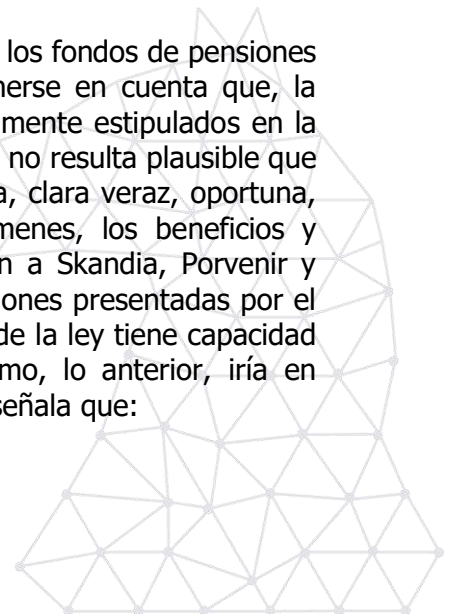 los fondos de pensiones
nerse en cuenta que, la
mente estipulados en la
no resulta plausible que
a, clara veraz, oportuna,
menes, los beneficios y
n a Skandia, Porvenir y
iones presentadas por el
de la ley tiene capacidad
mo, lo anterior, iría en
señala que: